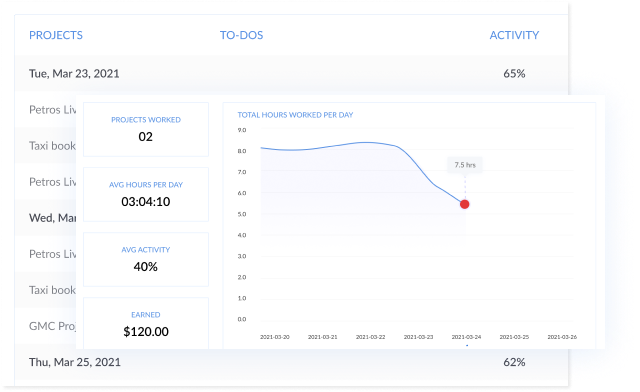 PROJECTS TO-DOS ACTIVITY
Tue, Mar 23, 2021 65%
Petros Liv
Taxi book
Petros Liv
Wed, Mar
Petros Liv
Taxi book
GMC Proj
Thu, Mar 25, 2021 62%
PROJECTS WORKED
02
AVG HOURS PER DAY
03:04:10
AVG ACTIVITY
40%
EARNED
$120.00
TOTAL HOURS WORKED PER DAY
9.0
8.0
7.0
6.0
5.0
4.0
3.0
2.0
1.0
0.0
7.5 hrs
2021-03-20 2021-03-21 2021-03-22 2021-03-23 2021-03-24 2021-03-25 2021-03-26